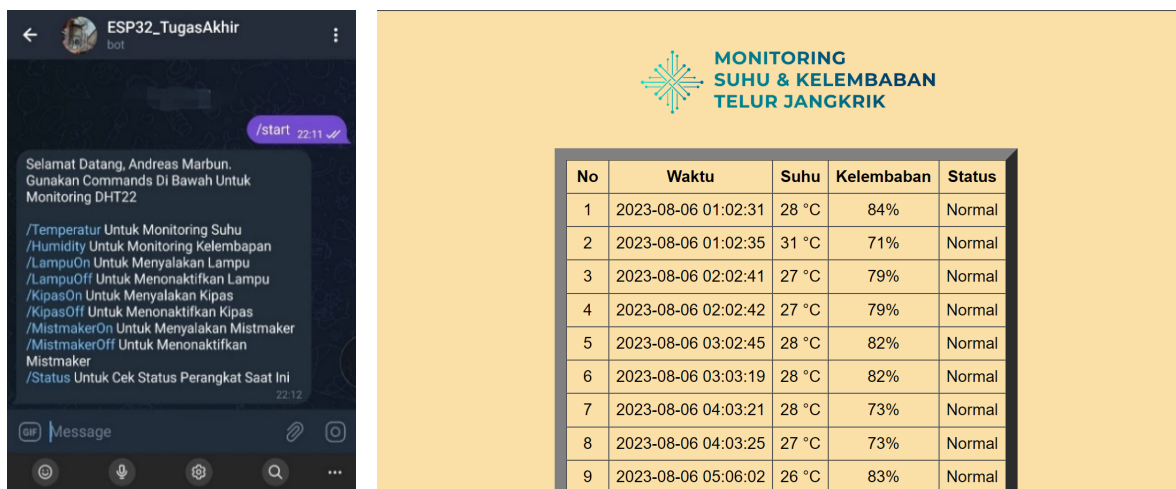 ESP32_TugasAkhir
bot
/start 22:11
Selamat Datang, Andreas Marbun.
Gunakan Commands Di Bawah Untuk
Monitoring DHT22
/Temperatur Untuk Monitoring Suhu
/Humidity Untuk Monitoring Kelembapan
/LampuOn Untuk Menyalakan Lampu
/LampuOff Untuk Menonaktifkan Lampu
/KipasOn Untuk Menyalakan Kipas
/KipasOff Untuk Menonaktifkan Kipas
/MistmakerOn Untuk Menyalakan Mistmaker
/MistmakerOff Untuk Menonaktifkan
Mistmaker
/Status Untuk Cek Status Perangkat Saat Ini
22:12
GIF Message
MONITORING
SUHU & KELEMBABAN
TELUR JANGKRIK
No Waktu Suhu Kelembaban Status
1 2023-08-06 01:02:31 28 °C 84% Normal
2 2023-08-06 01:02:35 31 °C 71% Normal
3 2023-08-06 02:02:41 27 °C 79% Normal
4 2023-08-06 02:02:42 27 °C 79% Normal
5 2023-08-06 03:02:45 28 °C 82% Normal
6 2023-08-06 03:03:19 28 °C 82% Normal
7 2023-08-06 04:03:21 28 °C 73% Normal
8 2023-08-06 04:03:25 27 °C 73% Normal
9 2023-08-06 05:06:02 26 °C 83% Normal